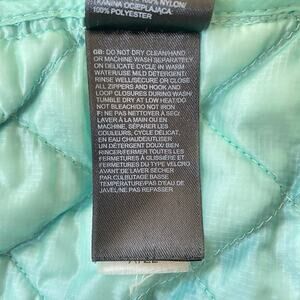 TKANINA OCIEPLAJĄCA:
100% POLYESTER
GB: DO NOT DRY CLEAN/HAND
OR MACHINE WASH SEPARATELY
ON DELICATE CYCLE IN WARM
WATER/USE MILD DETERGENT/
RINSE WELL/SECURE OR CLOSE
ALL ZIPPERS AND HOOK AND
LOOP CLOSURES DURING WASH/
TUMBLE DRY AT LOW HEAT/DO
NOT BLEACH/DO NOT IRON
F: NE PAS NETTOYER À SEC/
LAVER À LA MAIN OU EN
MACHINE, SÉPARER LES
COULEURS, CYCLE DÉLICAT,
EN EAU CHAUDE/UTILISER
UN DÉTERGENT DOUX/BIEN
RINCER/FERMER TOUTES LES
FERMETURES À GLISSIÈRE ET LES
FERMETURES DU TYPE VELCRO
AVANT DE LAVER/SÉCHER
PAR CULBUTAGE BASSE
TEMPÉRATURE/PAS D'EAU DE
JAVEL/NE PAS REPASSER